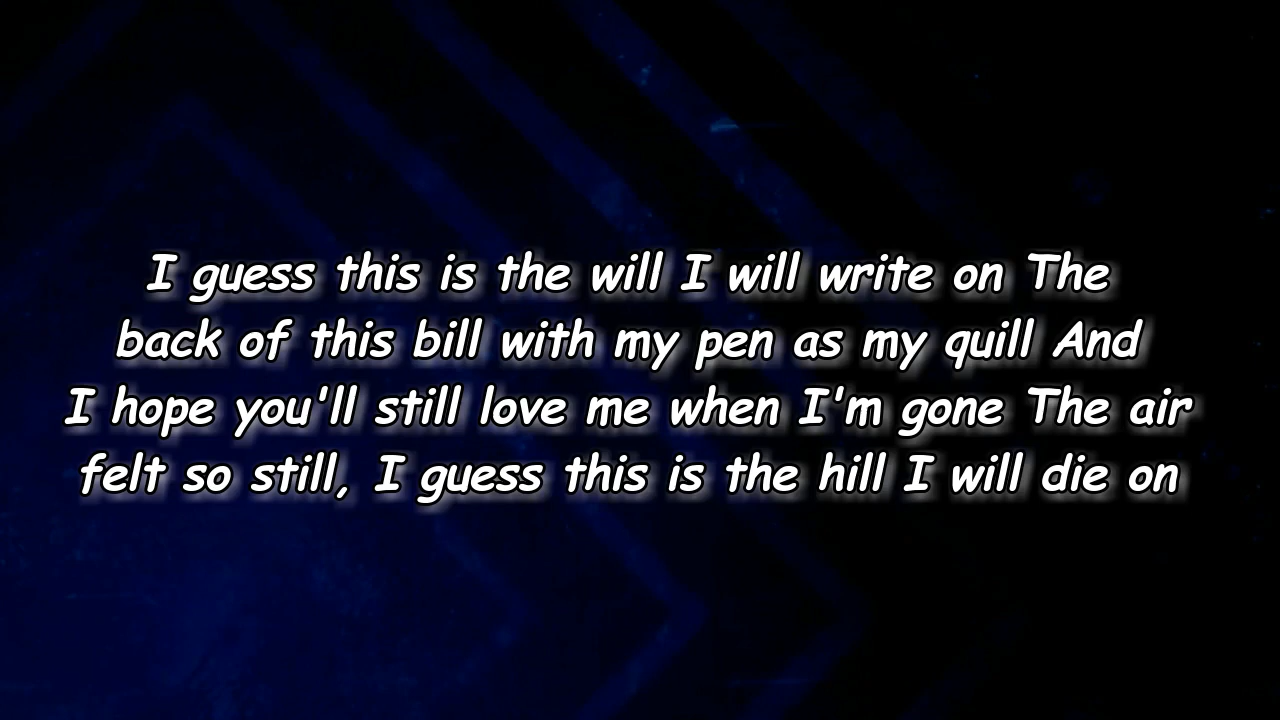 I guess this is the will I will write on The
back of this bill with my pen as my quill And
I hope you'll still love me when I'm gone The air
felt so still, I guess this is the hill I will die on